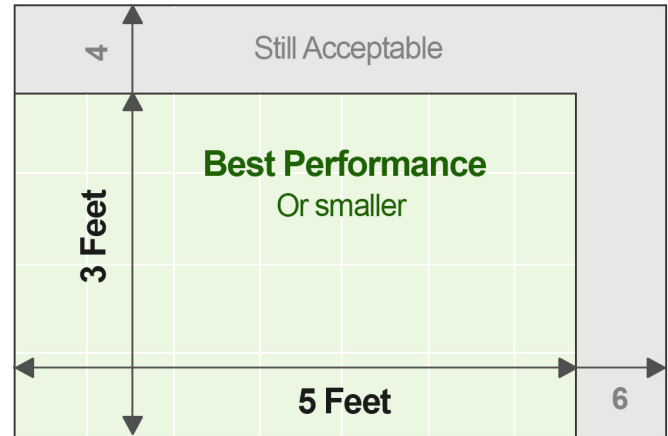 4
Still Acceptable
Best Performance
Or smaller
3 Feet
5 Feet
6